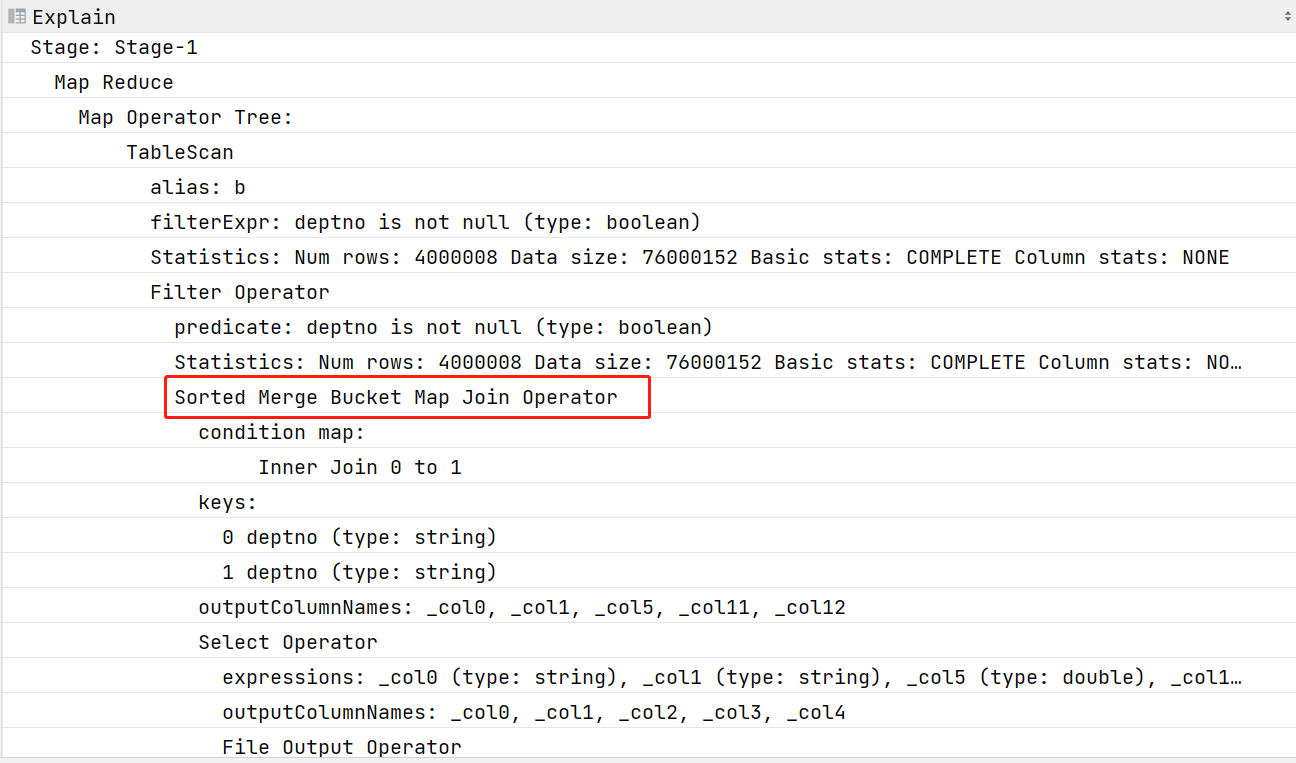 Explain
Stage: Stage-1
Map Reduce
Map Operator Tree:
TableScan
alias: b
filterExpr: deptno is not null (type: boolean)
Statistics: Num rows: 4000008 Data size: 76000152 Basic stats: COMPLETE Column stats: NONE
Filter Operator
predicate: deptno is not null (type: boolean)
Statistics: Num rows: 4000008 Data size: 76000152 Basic stats: COMPLETE Column stats: NO…
Sorted Merge Bucket Map Join Operator
condition map:
Inner Join 0 to 1
keys:
0 deptno (type: string)
1 deptno (type: string)
outputColumnNames: _col0, _col1, _col5, _col11, _col12
Select Operator
expressions: _col0 (type: string), _col1 (type: string), _col5 (type: double), _col1…
outputColumnNames: _col0, _col1, _col2, _col3, _col4
File Output Operator